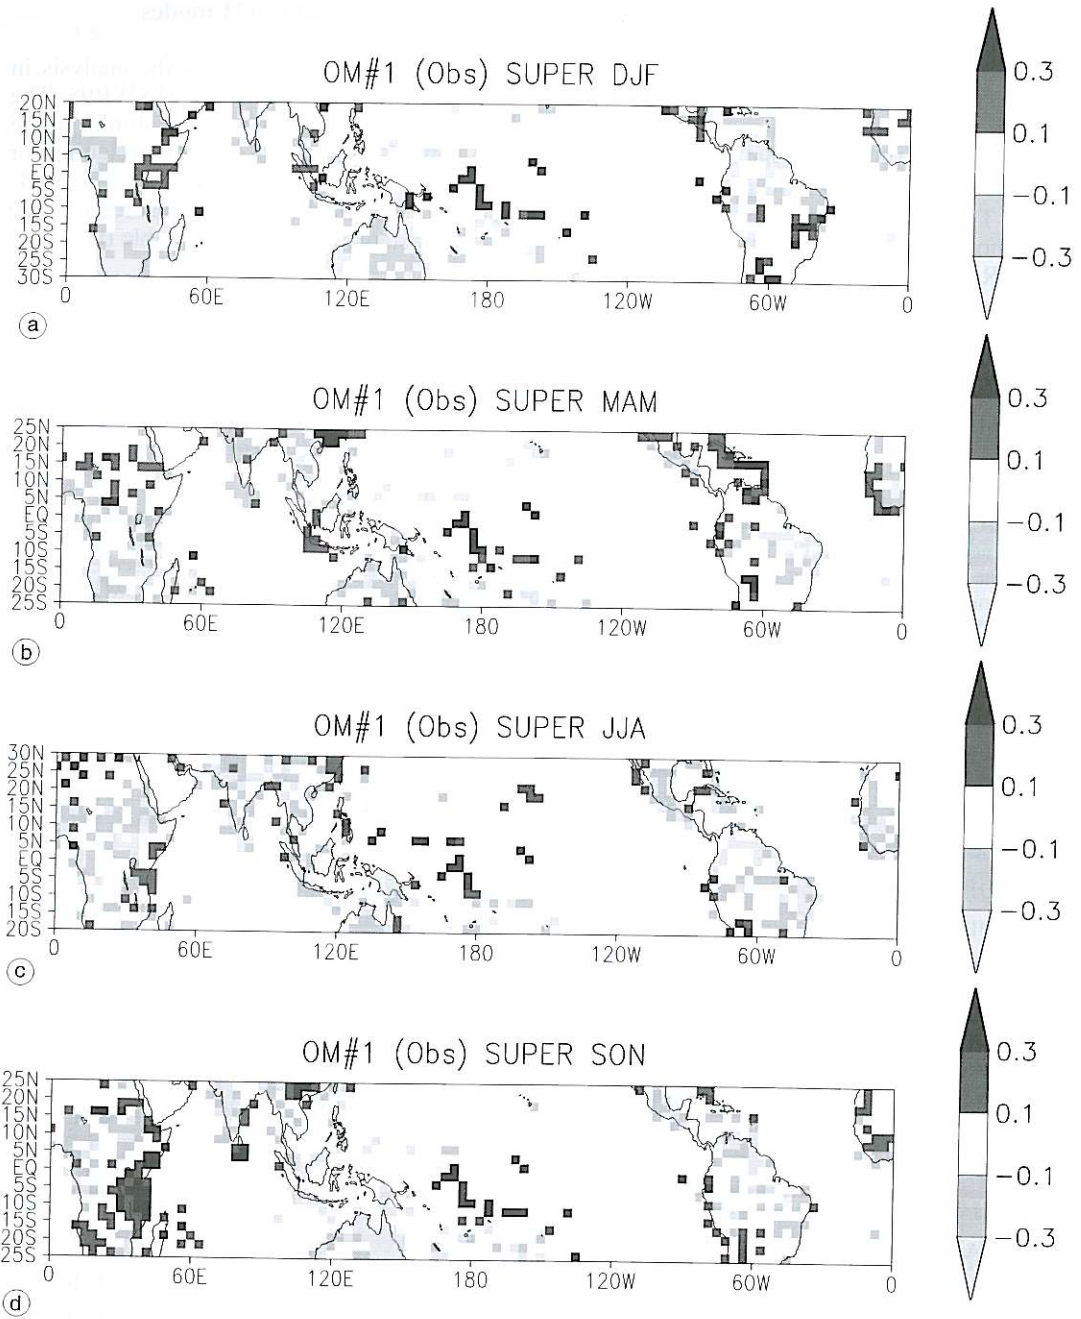 OM#1 (Obs) SUPER DJF
20N
15N
10N
5N
EQ
5S
10S
15S
20S
25S
30S
0 60E 120E 180 120W 60W 0
0.3
0.1
−0.1
−0.3
a
OM#1 (Obs) SUPER MAM
25N
20N
15N
10N
5N
EQ
5S
10S
15S
20S
25S
0 60E 120E 180 120W 60W 0
0.3
0.1
−0.1
−0.3
b
OM#1 (Obs) SUPER JJA
30N
25N
20N
15N
10N
5N
EQ
5S
10S
15S
20S
0 60E 120E 180 120W 60W 0
0.3
0.1
−0.1
−0.3
c
OM#1 (Obs) SUPER SON
25N
20N
15N
10N
5N
EQ
5S
10S
15S
20S
25S
0 60E 120E 180 120W 60W 0
0.3
0.1
−0.1
−0.3
d